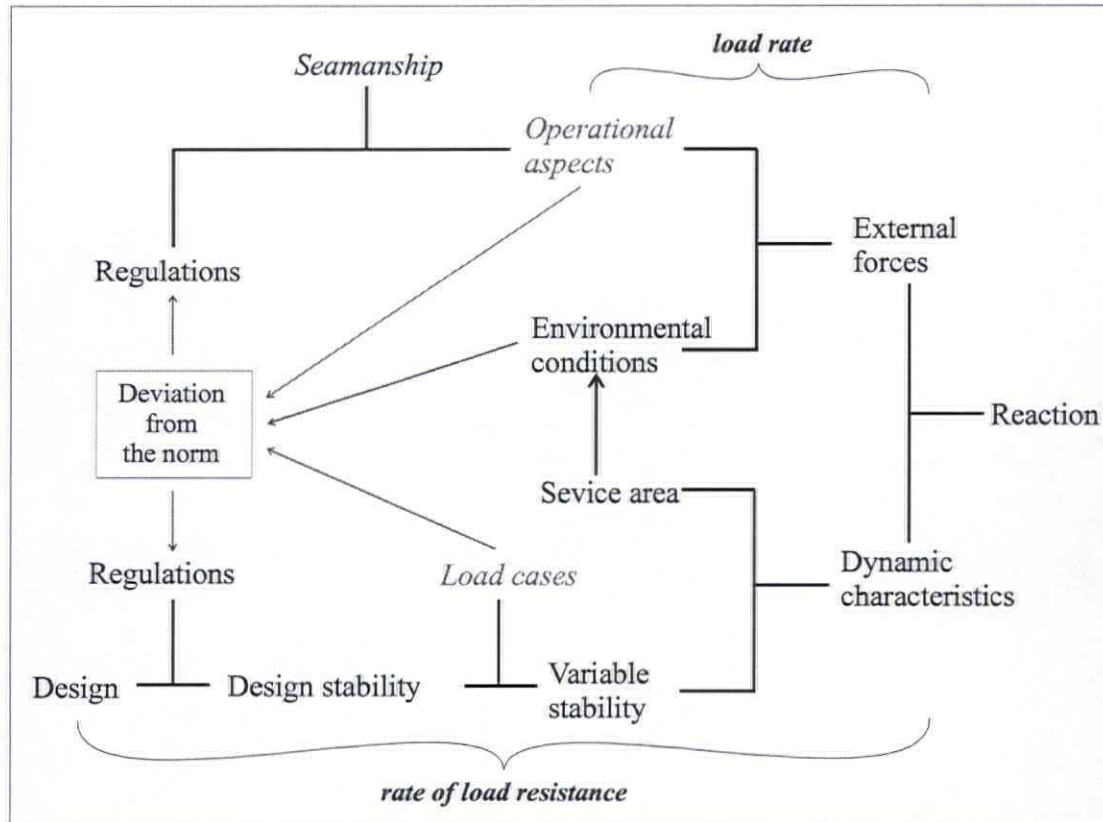 load rate
Seamanship
Operational
aspects
External
forces
Regulations
Environmental
conditions
Deviation
from
the norm
Reaction
Sevice area
Regulations
Load cases
Dynamic
characteristics
Design
Design stability
Variable
stability
rate of load resistance